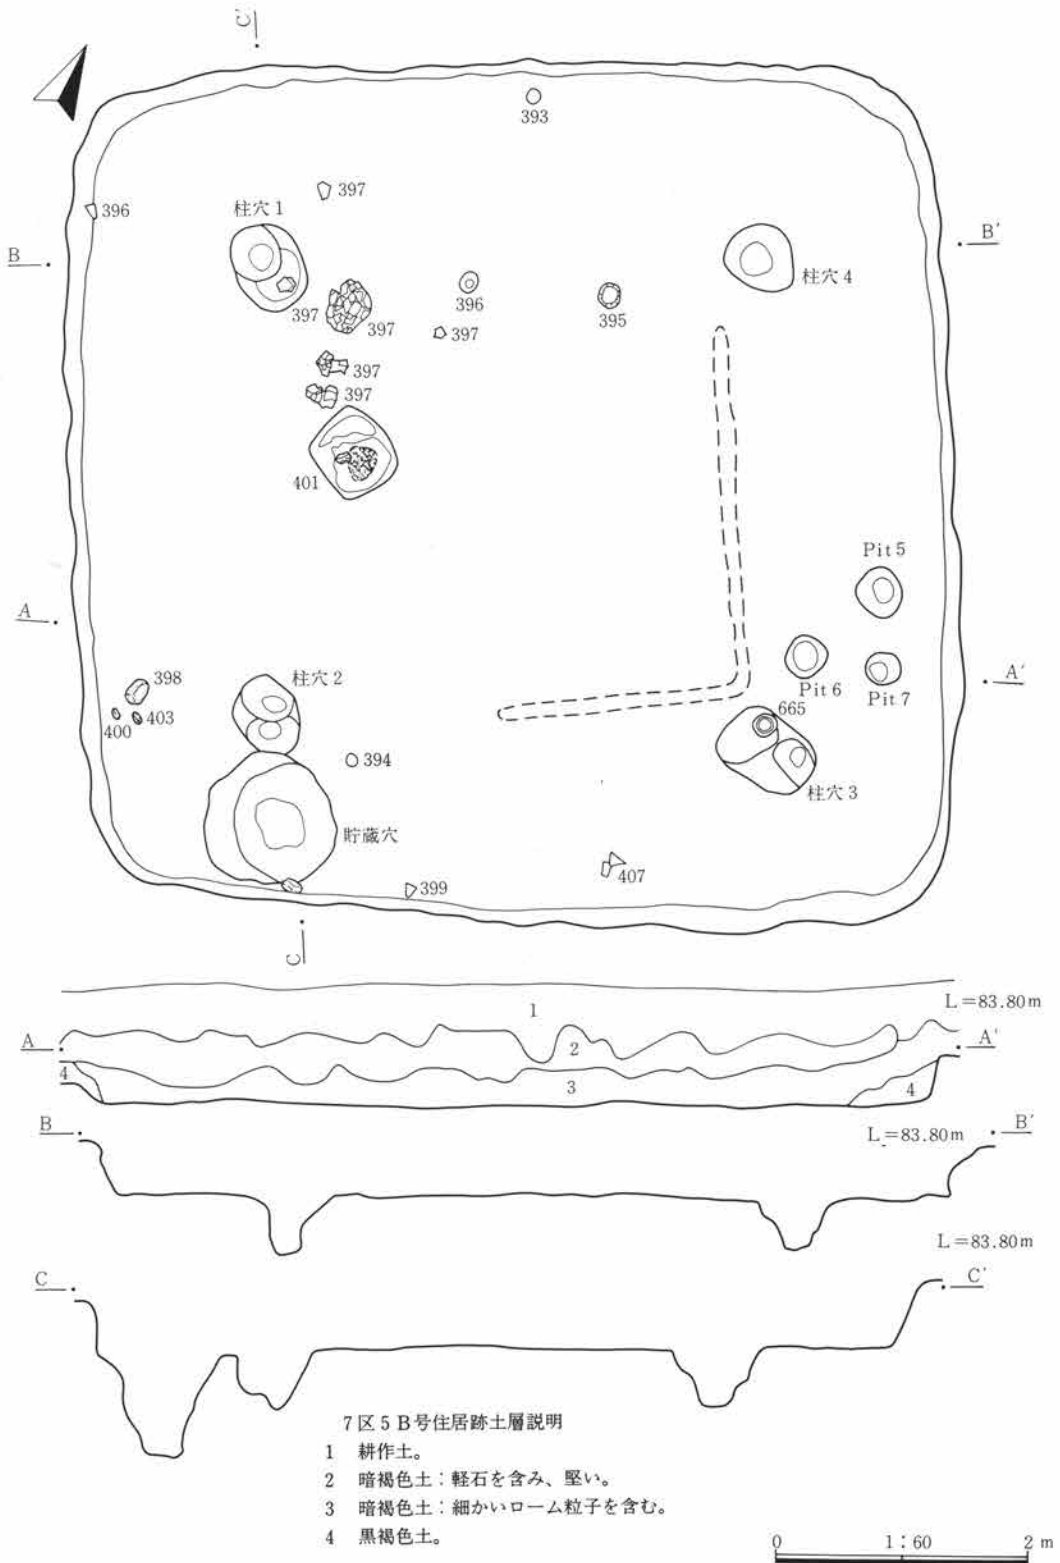 C'
393
397
396
柱穴 1
B'
B
柱穴 4
397
396
395
397
397
397
397
401
Pit 5
A
398
柱穴 2
A'
Pit 6
Pit 7
400
403
665
394
柱穴 3
貯蔵穴
407
399
C
L=83.80m
1
A
A'
2
4
3
4
B
L=83.80m
B'
L=83.80m
C
C'
7区5B号住居跡土層説明
1 耕作土。
2 暗褐色土：軽石を含み、堅い。
3 暗褐色土：細かいローム粒子を含む。
4 黒褐色土。
0 1:60 2 m